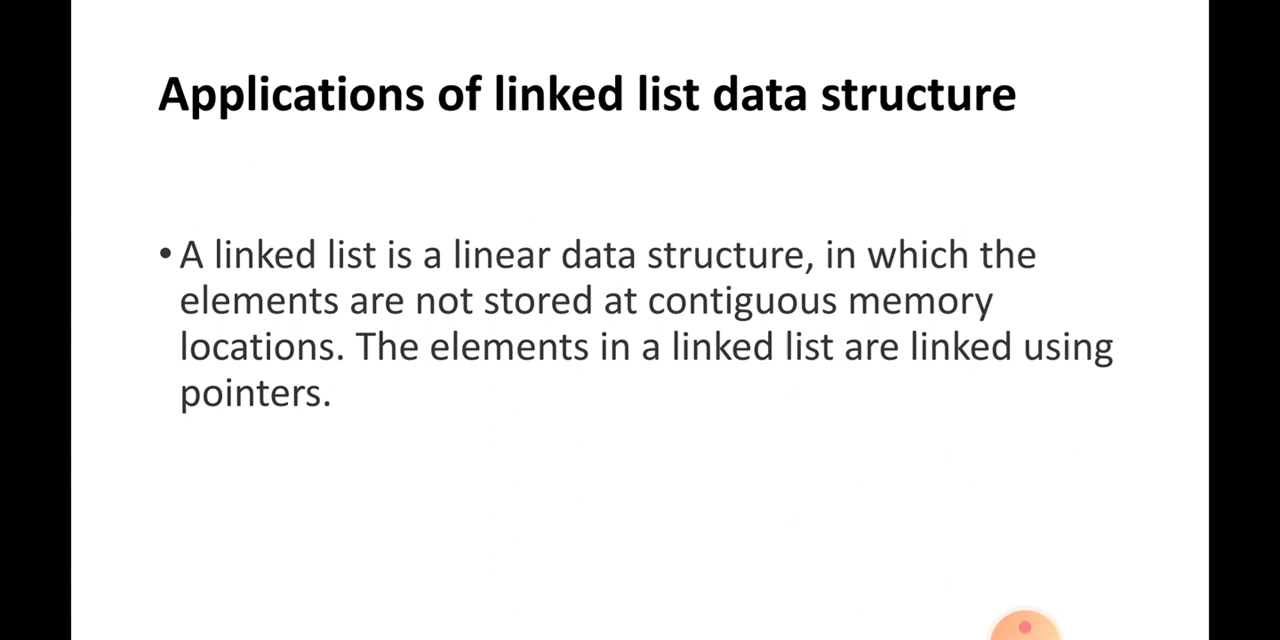 Applications of linked list data structure
• A linked list is a linear data structure, in which the
elements are not stored at contiguous memory
locations. The elements in a linked list are linked using
pointers.